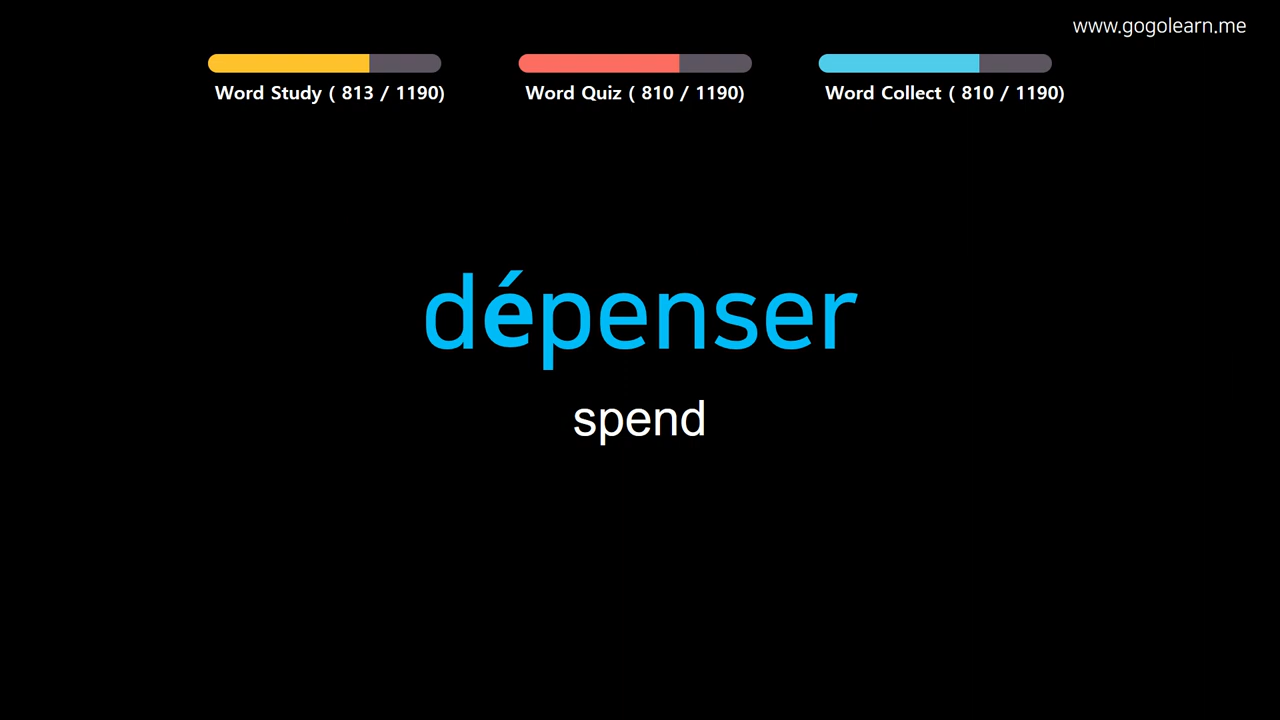 www.gogolearn.me
Word Study ( 813 / 1190)
Word Quiz ( 810 / 1190)
Word Collect ( 810 / 1190)
dépenser
spend